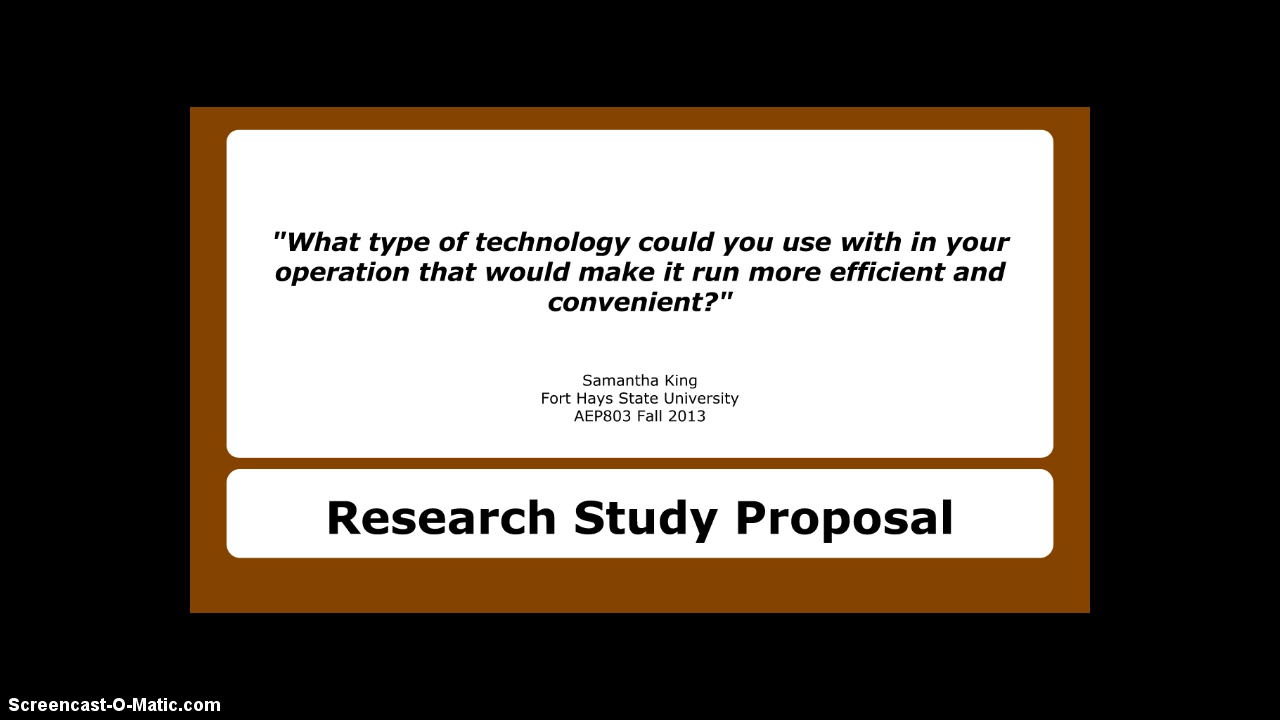 "What type of technology could you use with in your
operation that would make it run more efficient and
convenient?"
Samantha King
Fort Hays State University
AEP803 Fall 2013
Research Study Proposal
Screencast-O-Matic.com